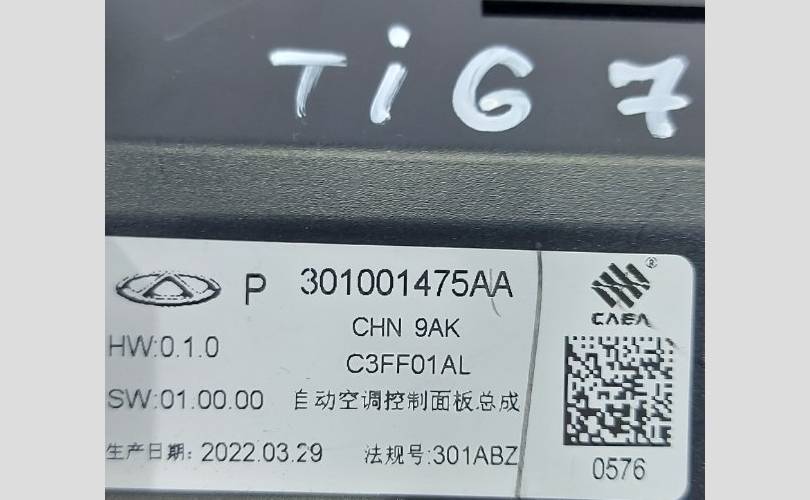 TiG 7
P 301001475AA
CHN 9AK
HW:0.1.0
C3FF01AL
SW:01.00.00 自动空调控制面板总成
生产日期: 2022.03.29 法规号:301ABZ
CAEA
0576